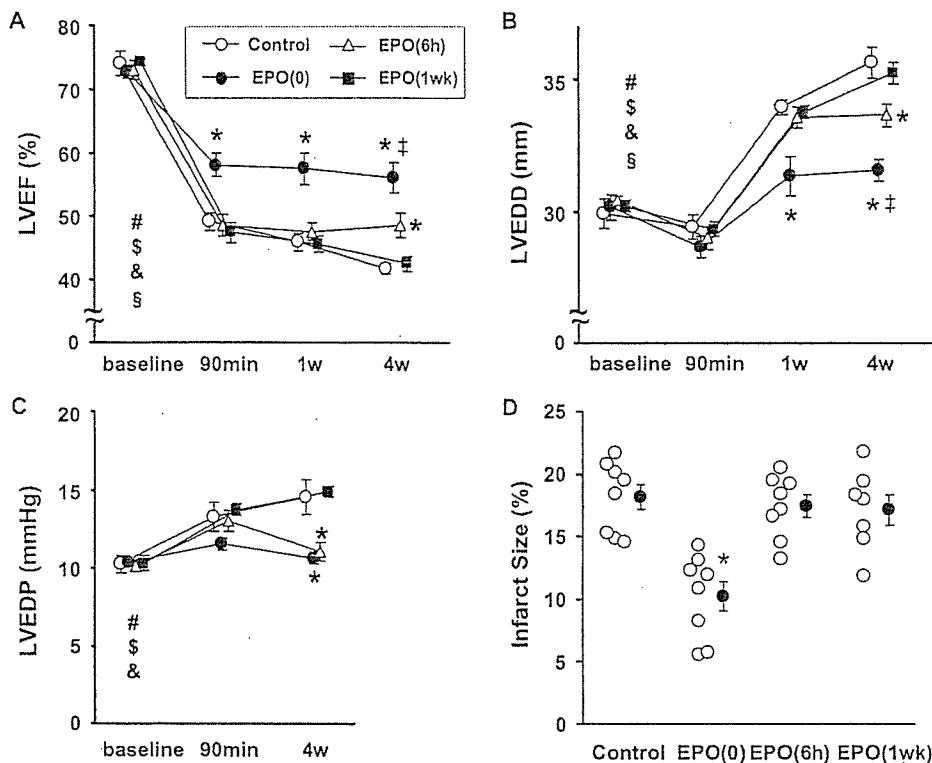 A
Control
EPO(6h)
EPO(0)
EPO(1wk)
LVEF (%)
80
70
60
50
40
0
*
*
* ‡
*
#
$
&
§
baseline 90min 1w 4w
B
LVEDD (mm)
35
30
0
#
$
&
§
*
*
* ‡
baseline 90min 1w 4w
C
LVEDP (mmHg)
20
15
10
5
0
*
*
#
$
&
baseline 90min 4w
D
Infarct Size (%)
25
20
15
10
5
0
*
Control EPO(0) EPO(6h) EPO(1wk)